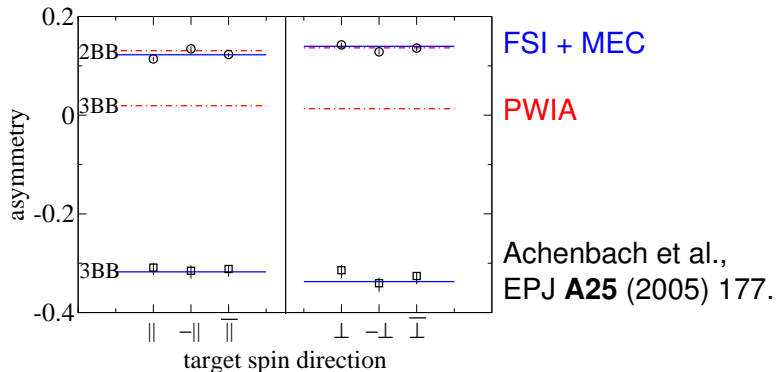 0.2
0
-0.2
-0.4
asymmetry
2BB
3BB
3BB
∥ −∥ ∥̅ ⊥ −⊥ ⊥̅
target spin direction
FSI + MEC
PWIA
Achenbach et al.,
EPJ A25 (2005) 177.